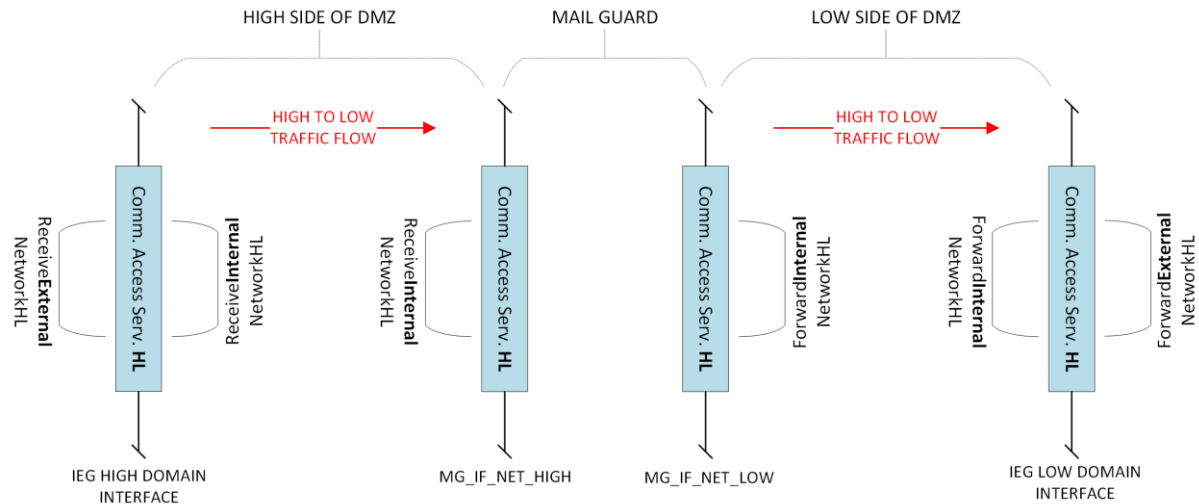 HIGH SIDE OF DMZ
MAIL GUARD
LOW SIDE OF DMZ
HIGH TO LOW
TRAFFIC FLOW
HIGH TO LOW
TRAFFIC FLOW
ReceiveExternal
NetworkHL
Comm. Access Serv. HL
ReceiveInternal
NetworkHL
ReceiveInternal
NetworkHL
Comm. Access Serv. HL
Comm. Access Serv. HL
ForwardInternal
NetworkHL
ForwardInternal
NetworkHL
Comm. Access Serv. HL
ForwardExternal
NetworkHL
IEG HIGH DOMAIN
INTERFACE
MG_IF_NET_HIGH
MG_IF_NET_LOW
IEG LOW DOMAIN
INTERFACE